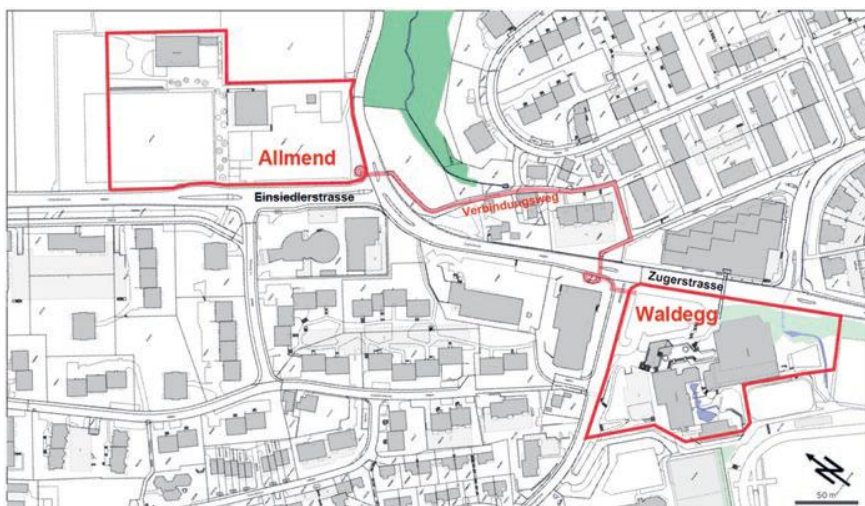 Allmend
Einsiedlerstrasse
Verbindungsweg
Zugerstrasse
Waldegg
N
50 m